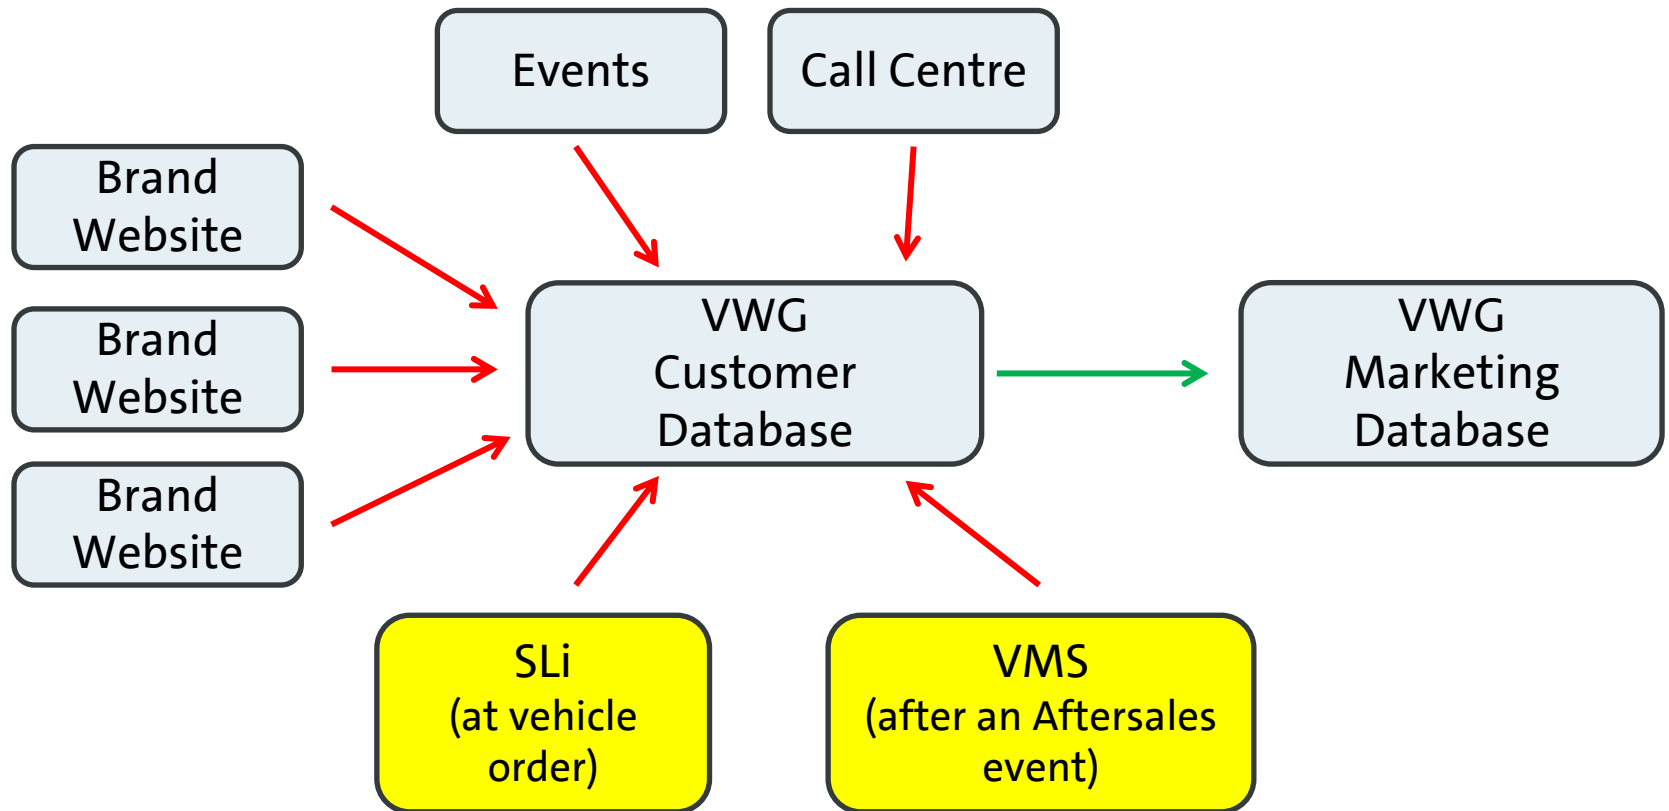 Events
Call Centre
Brand
Website
Brand
Website
Brand
Website
VWG
Customer
Database
VWG
Marketing
Database
SLi
(at vehicle
order)
VMS
(after an Aftersales
event)